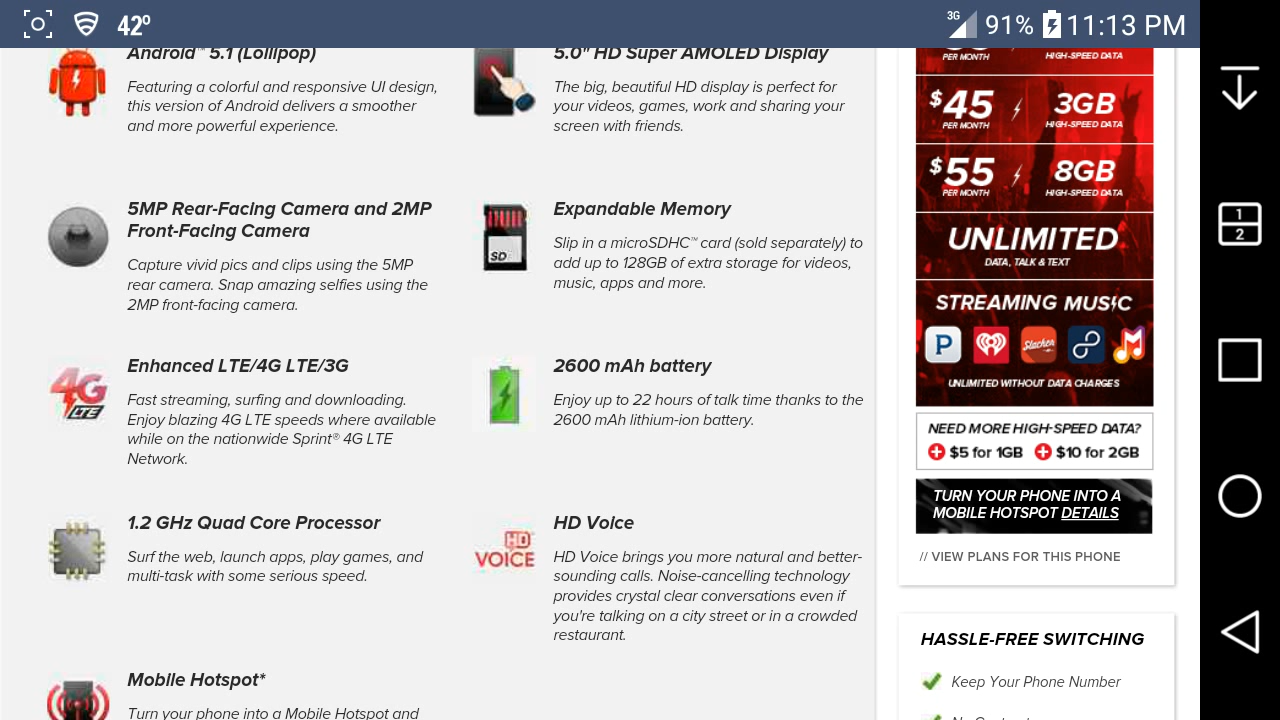 42º
3G
91%
11:13 PM
Android™ 5.1 (Lollipop)
Featuring a colorful and responsive UI design,
this version of Android delivers a smoother
and more powerful experience.
5.0" HD Super AMOLED Display
The big, beautiful HD display is perfect for
your videos, games, work and sharing your
screen with friends.
5MP Rear-Facing Camera and 2MP
Front-Facing Camera
Capture vivid pics and clips using the 5MP
rear camera. Snap amazing selfies using the
2MP front-facing camera.
SD
Expandable Memory
Slip in a microSDHC™ card (sold separately) to
add up to 128GB of extra storage for videos,
music, apps and more.
4G
LTE
Enhanced LTE/4G LTE/3G
Fast streaming, surfing and downloading.
Enjoy blazing 4G LTE speeds where available
while on the nationwide Sprint® 4G LTE
Network.
2600 mAh battery
Enjoy up to 22 hours of talk time thanks to the
2600 mAh lithium-ion battery.
1.2 GHz Quad Core Processor
Surf the web, launch apps, play games, and
multi-task with some serious speed.
HD
VOICE
HD Voice
HD Voice brings you more natural and better-
sounding calls. Noise-cancelling technology
provides crystal clear conversations even if
you're talking on a city street or in a crowded
restaurant.
Mobile Hotspot*
Turn your phone into a Mobile Hotspot and
PER MONTH
HIGH-SPEED DATA
$45
PER MONTH
3GB
HIGH-SPEED DATA
$55
PER MONTH
8GB
HIGH-SPEED DATA
UNLIMITED
DATA, TALK & TEXT
STREAMING MUSIC
P
iHeart
Slacker
UNLIMITED WITHOUT DATA CHARGES
NEED MORE HIGH-SPEED DATA?
+ $5 for 1GB + $10 for 2GB
TURN YOUR PHONE INTO A
MOBILE HOTSPOT DETAILS
// VIEW PLANS FOR THIS PHONE
HASSLE-FREE SWITCHING
Keep Your Phone Number
1
2